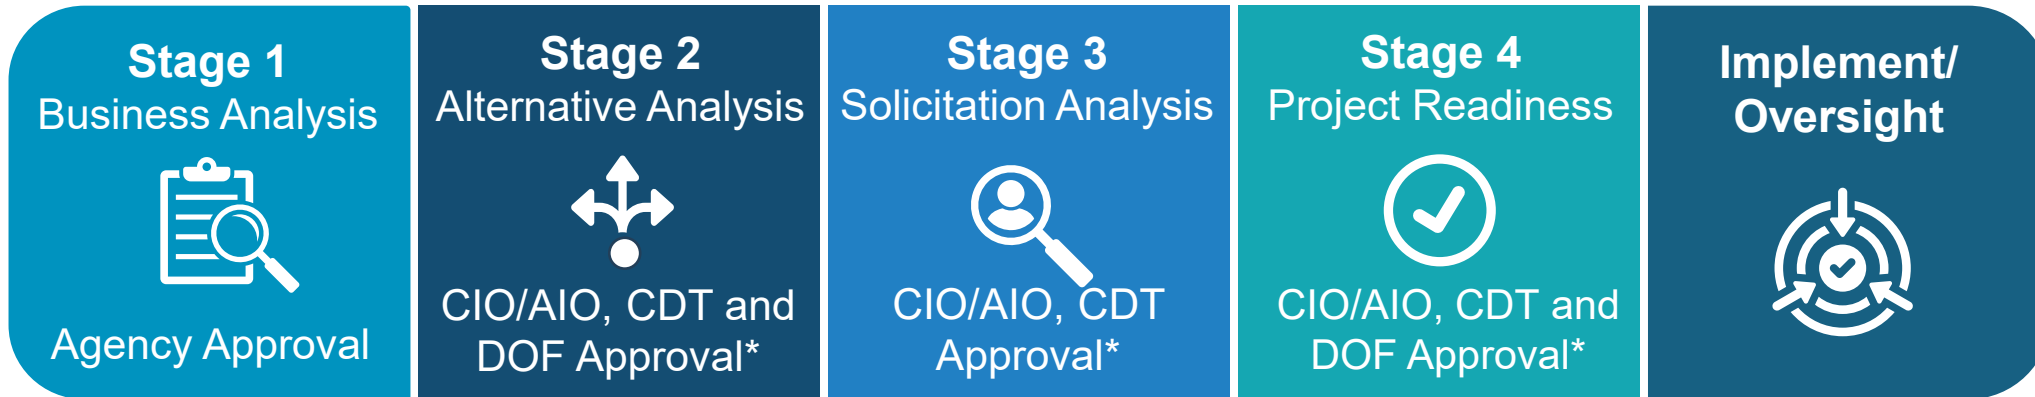 Stage 1
Business Analysis
Agency Approval
Stage 2
Alternative Analysis
CIO/AIO, CDT and
DOF Approval*
Stage 3
Solicitation Analysis
CIO/AIO, CDT
Approval*
Stage 4
Project Readiness
CIO/AIO, CDT and
DOF Approval*
Implement/
Oversight